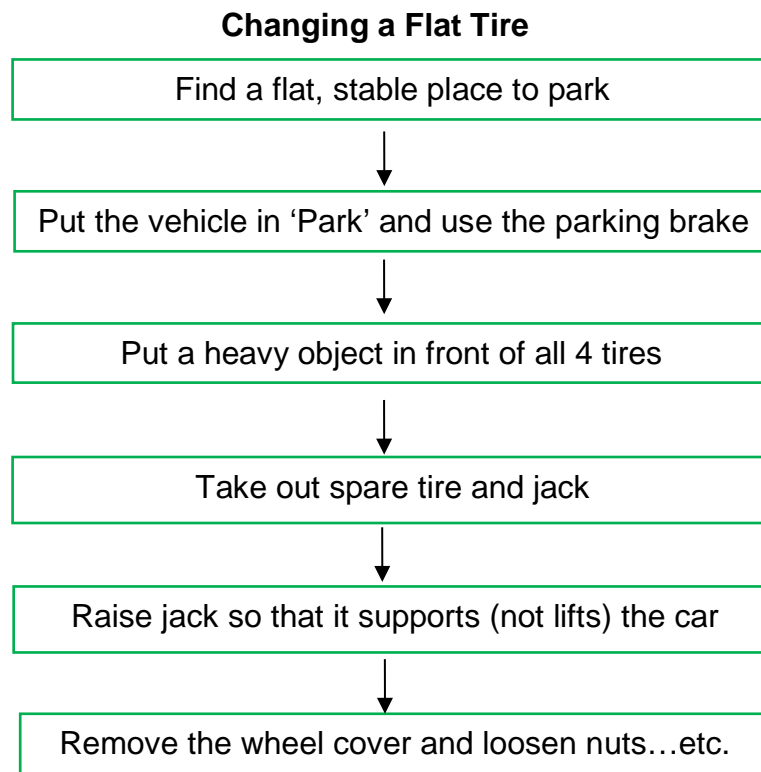 Changing a Flat Tire
Find a flat, stable place to park
Put the vehicle in ‘Park’ and use the parking brake
Put a heavy object in front of all 4 tires
Take out spare tire and jack
Raise jack so that it supports (not lifts) the car
Remove the wheel cover and loosen nuts…etc.